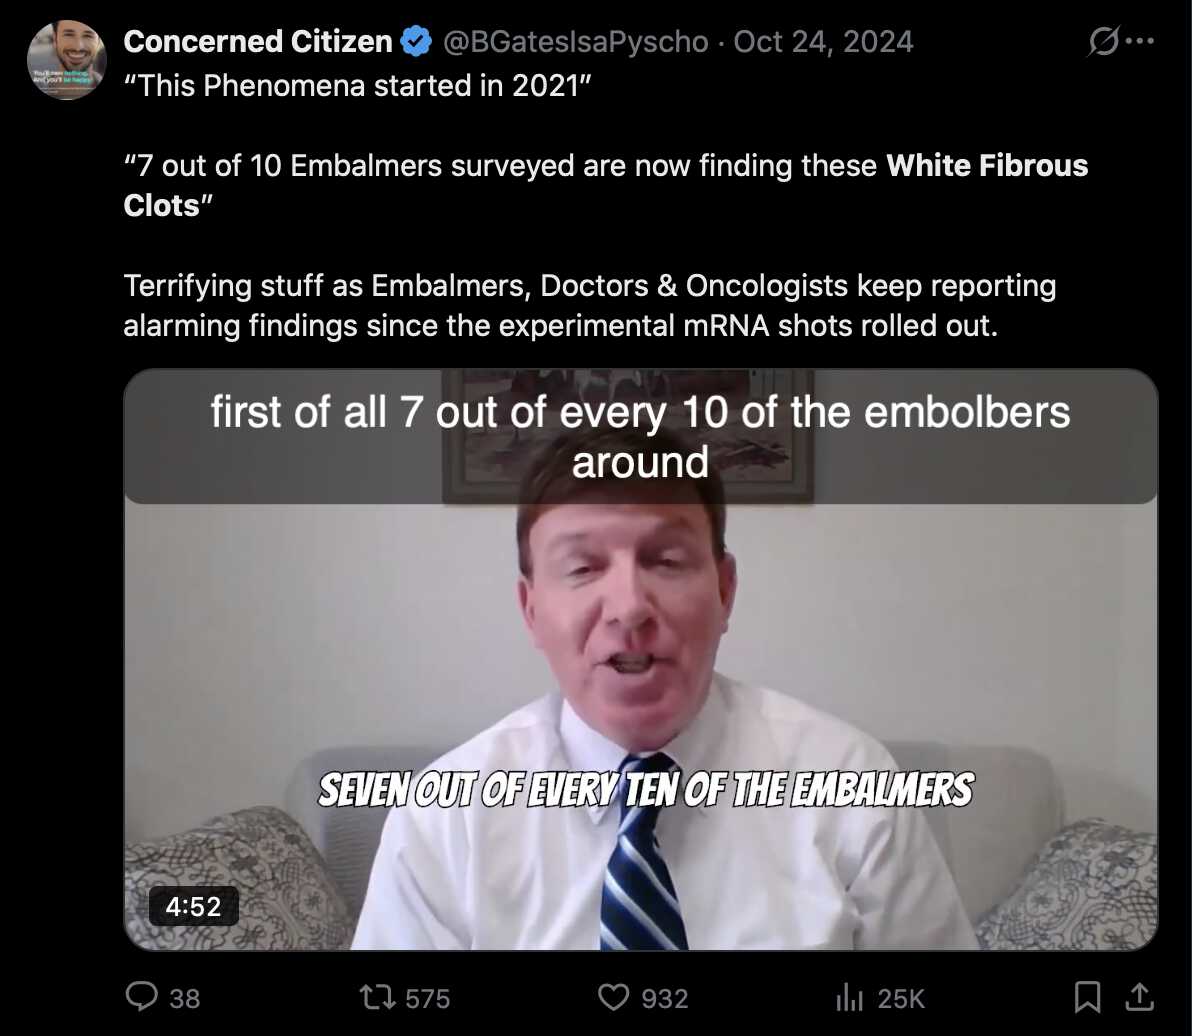 Concerned Citizen @BGatesIsaPyscho · Oct 24, 2024
“This Phenomena started in 2021”
“7 out of 10 Embalmers surveyed are now finding these White Fibrous
Clots”
Terrifying stuff as Embalmers, Doctors & Oncologists keep reporting
alarming findings since the experimental mRNA shots rolled out.
first of all 7 out of every 10 of the embolbers
around
SEVEN OUT OF EVERY TEN OF THE EMBALMERS
4:52
38 575 932 25K